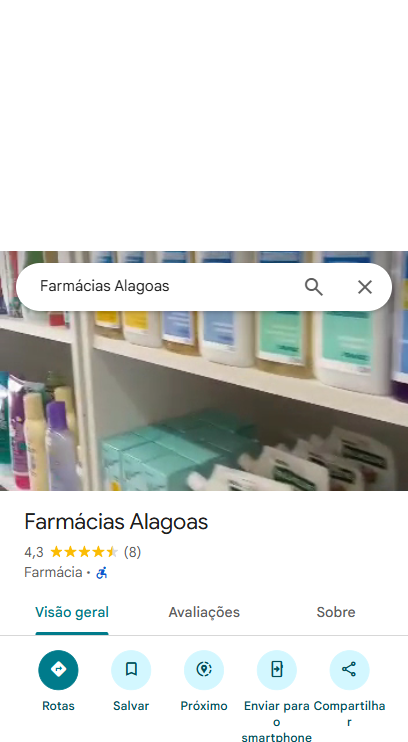 Farmácias Alagoas
Farmácias Alagoas
4,3 (8)
Farmácia ·
Visão geral Avaliações Sobre
Rotas Salvar Próximo Enviar para o smartphone Compartilhar